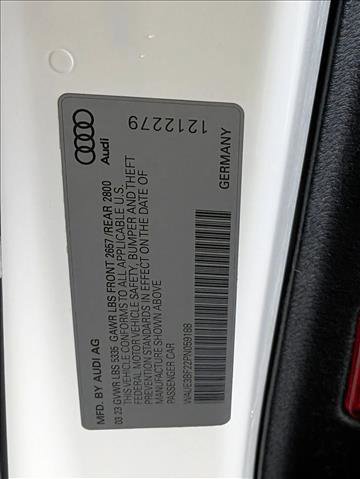 Audi
1212279
GERMANY
MFD. BY AUDI AG
03 23 GVWR LBS 5335 GAWR LBS FRONT 2657 /REAR 2800
THIS VEHICLE CONFORMS TO ALL APPLICABLE U.S.
FEDERAL MOTOR VEHICLE SAFETY, BUMPER AND THEFT
PREVENTION STANDARDS IN EFFECT ON THE DATE OF
MANUFACTURE SHOWN ABOVE
PASSENGER CAR
WAUE3BF22PN059188